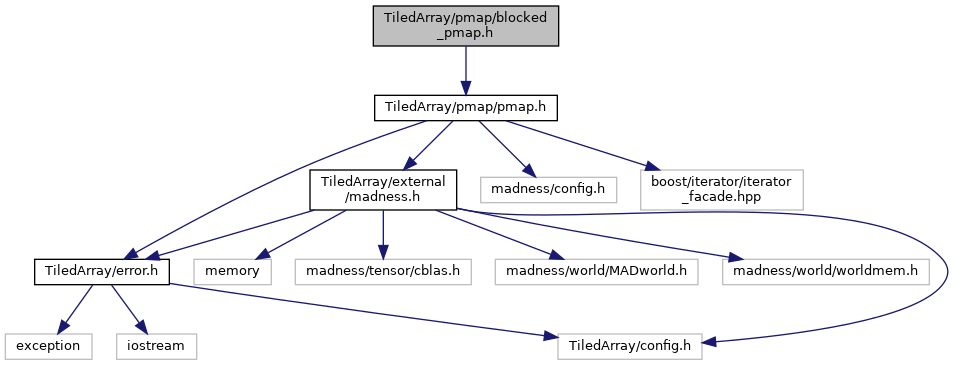 TiledArray/pmap/blocked
_pmap.h
TiledArray/pmap/pmap.h
TiledArray/external
/madness.h
madness/config.h
boost/iterator/iterator
_facade.hpp
TiledArray/error.h
memory
madness/tensor/cblas.h
madness/world/MADworld.h
madness/world/worldmem.h
exception
iostream
TiledArray/config.h